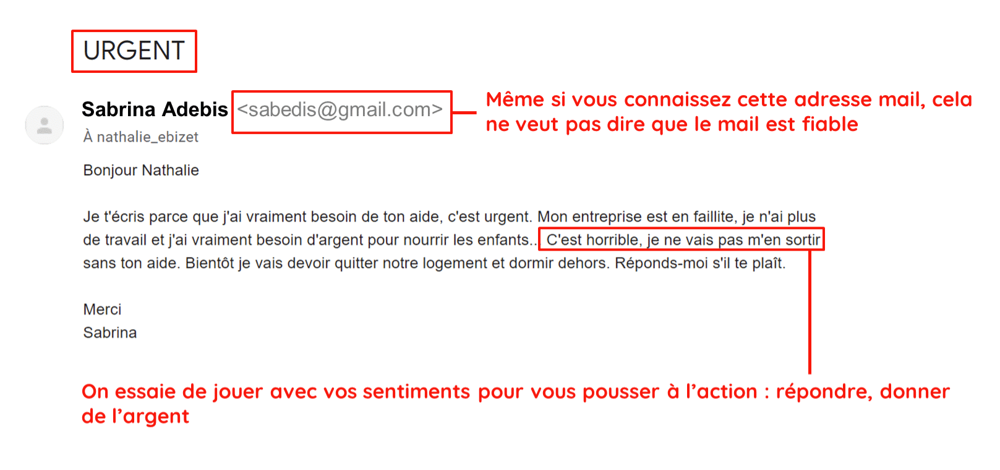 URGENT
Sabrina Adebis <sabedis@gmail.com>
Même si vous connaissez cette adresse mail, cela
ne veut pas dire que le mail est fiable
À nathalie_ebizet
Bonjour Nathalie
Je t'écris parce que j'ai vraiment besoin de ton aide, c'est urgent. Mon entreprise est en faillite, je n'ai plus
de travail et j'ai vraiment besoin d'argent pour nourrir les enfants... C'est horrible, je ne vais pas m'en sortir
sans ton aide. Bientôt je vais devoir quitter notre logement et dormir dehors. Réponds-moi s'il te plaît.
Merci
Sabrina
On essaie de jouer avec vos sentiments pour vous pousser à l’action : répondre, donner
de l’argent